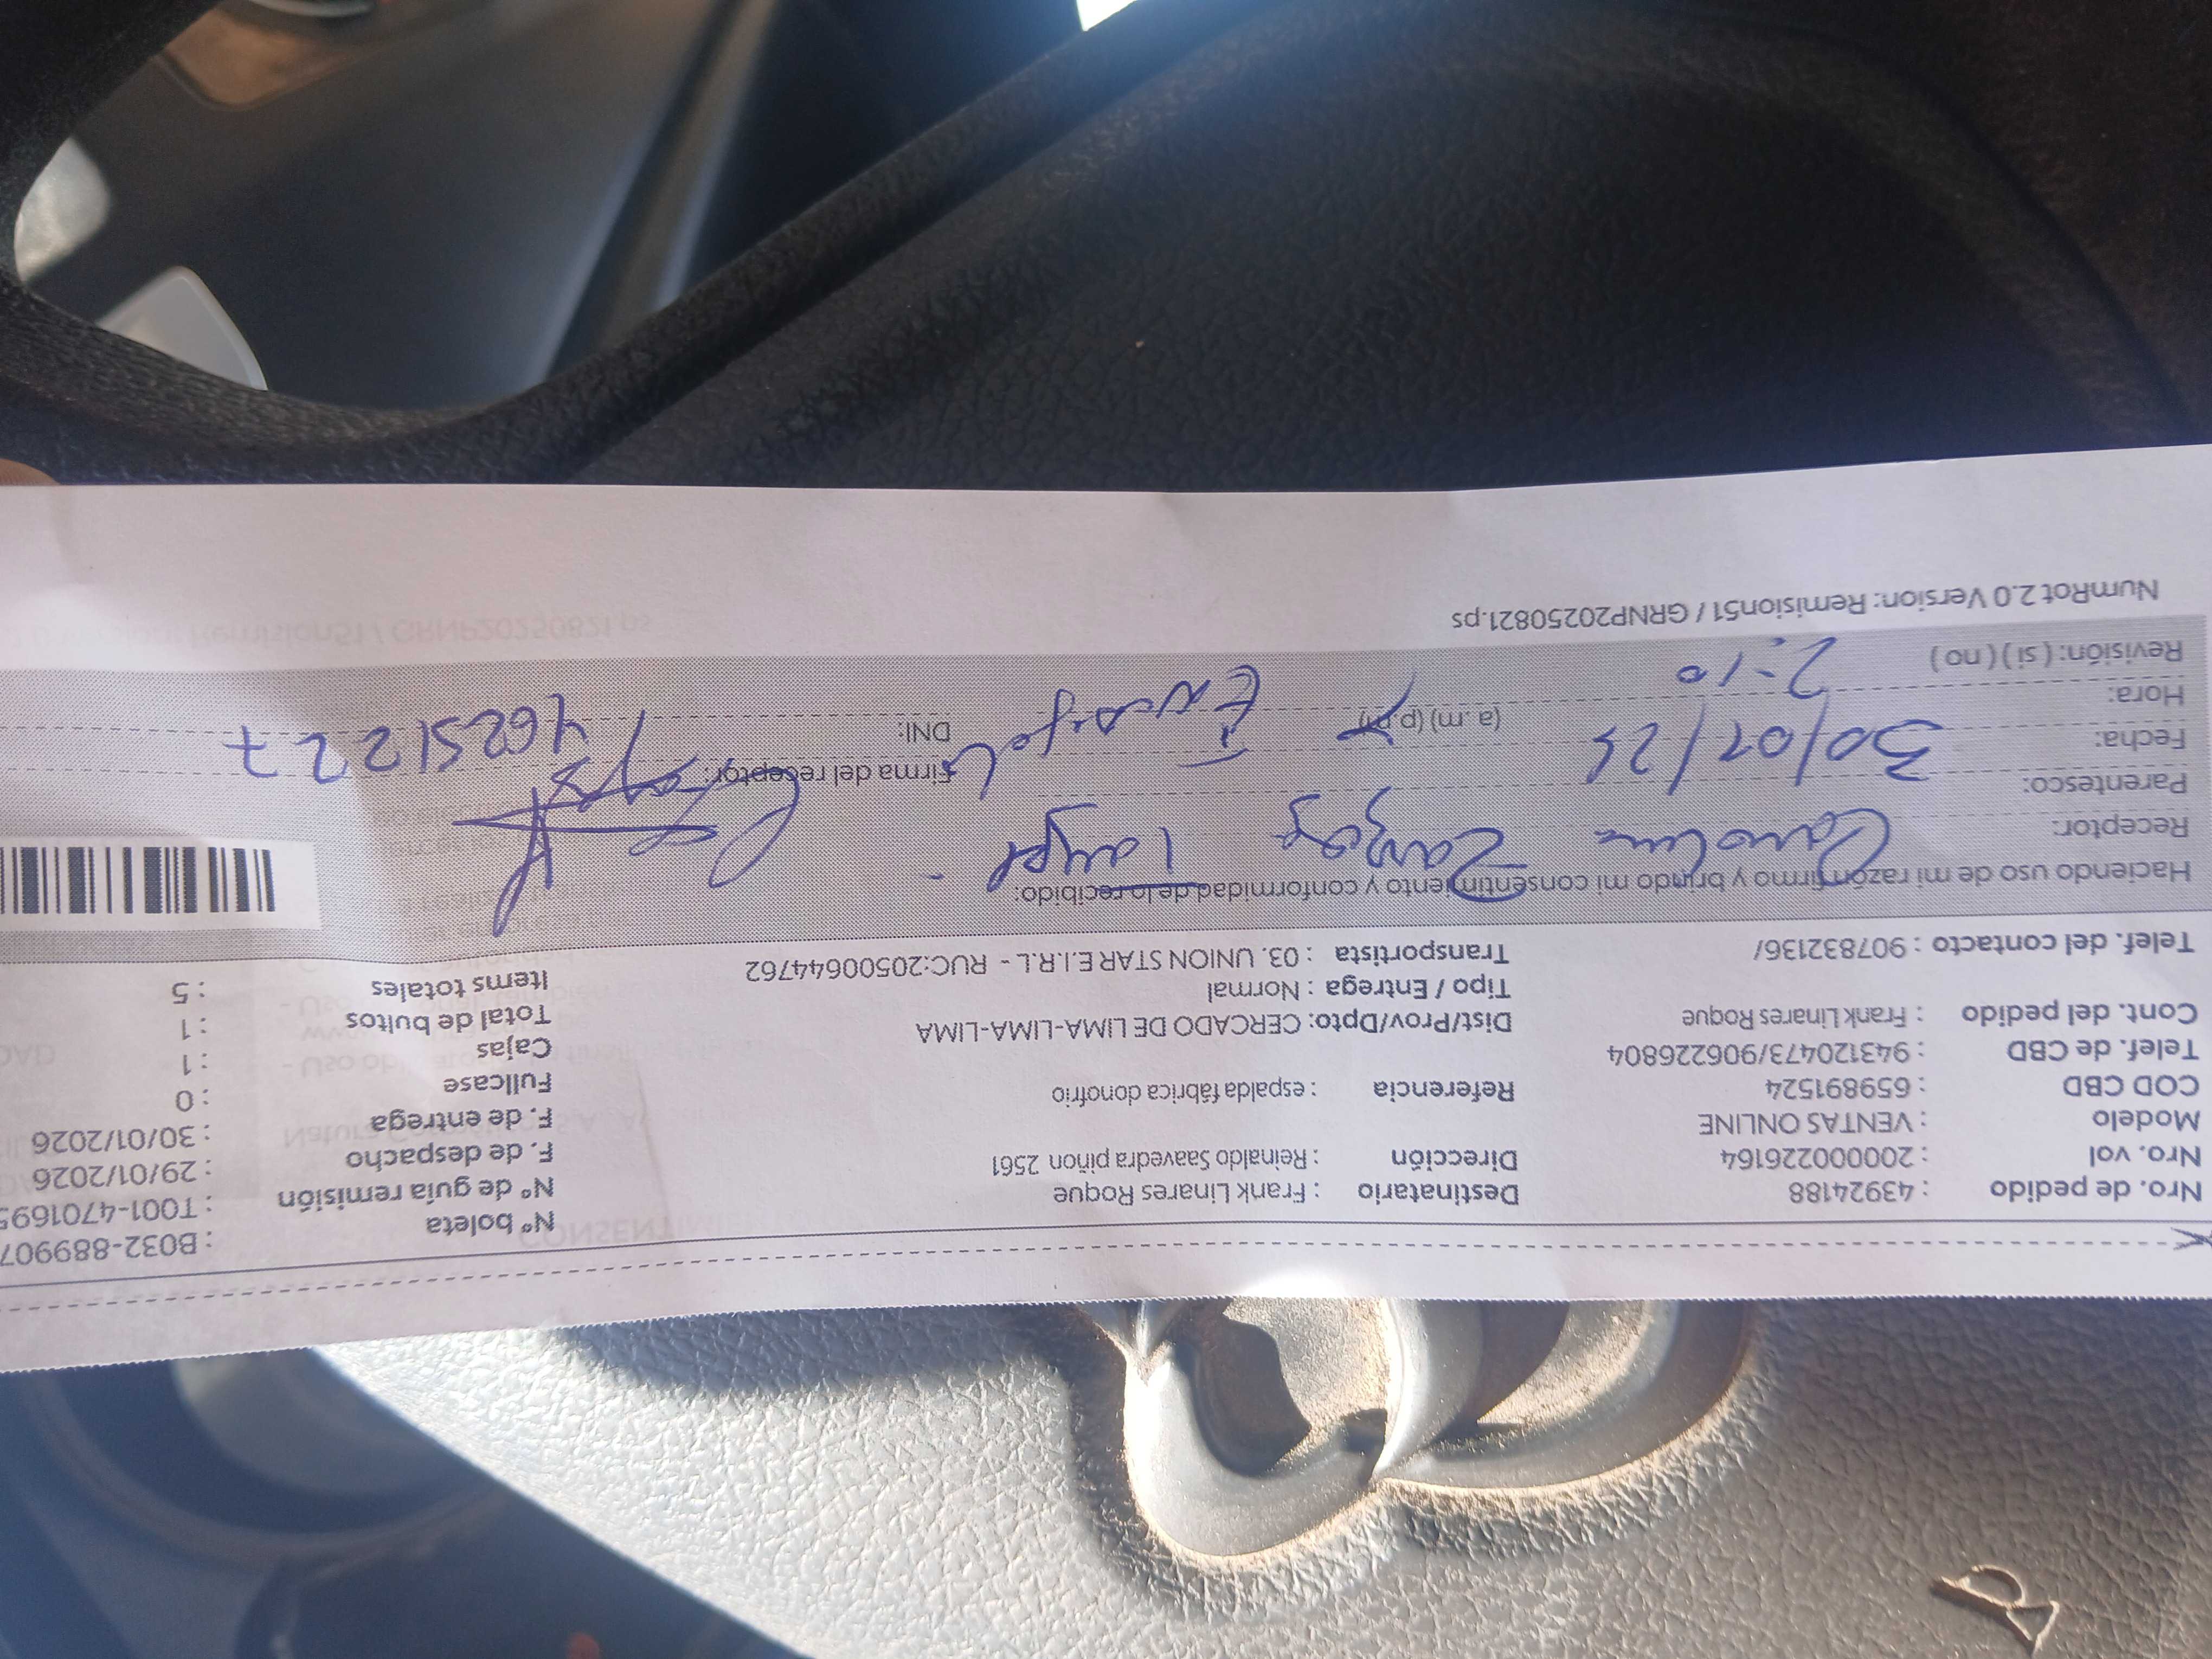 Nro. de pedido : 43924188
Nro. vol : 2000026164
Modelo : VENTAS ONLINE
COD CBD : 659891524
Telef. de CBD : 943120473/906226804
Cont. del pedido : Frank Linares Roque
Telef. del contacto : 907832136/
Destinatario : Frank Linares Roque
Dirección : Reinaldo Saavedra piñon 2561
Referencia : espalda fábrica donofrio
Dist/Prov/Dpto: CERCADO DE LIMA-LIMA-LIMA
Tipo / Entrega : Normal
Transportista : 03. UNION STAR E.I.R.L - RUC:20500644762
N° boleta : B032-889907
N° de guía remisión : T001-4701695
F. de despacho : 29/01/2026
F. de entrega : 30/01/2026
Fullcase : 0
Cajas : 1
Total de bultos : 1
Items totales : 5
Haciendo uso de mi razón firmo y brindo mi consentimiento y conformidad de lo recibido:
Receptor: Carolina
Parentesco:
Fecha: 30/01/26
Hora: 2:10 (a. m) (p.m)
Revisión: ( si ) ( no )
Firma del receptor:
DNI: 46251227
NumRot 2.0 Version: Remision51 / GRNP20250821.ps